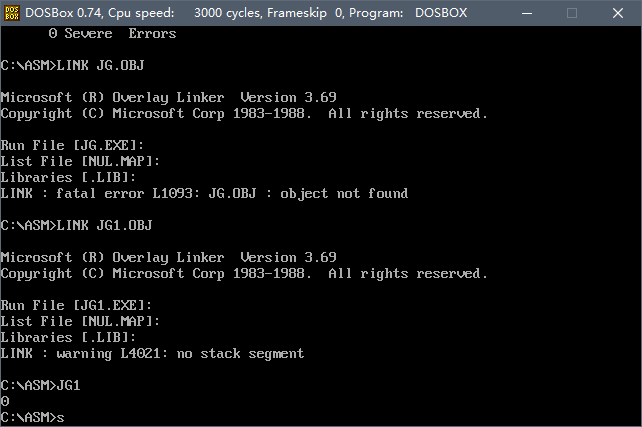 DOSBox 0.74, Cpu speed: 3000 cycles, Frameskip 0, Program: DOSBOX
0 Severe Errors
C:\ASM>LINK JG.OBJ
Microsoft (R) Overlay Linker Version 3.69
Copyright (C) Microsoft Corp 1983-1988. All rights reserved.
Run File [JG.EXE]:
List File [NUL.MAP]:
Libraries [.LIB]:
LINK : fatal error L1093: JG.OBJ : object not found
C:\ASM>LINK JG1.OBJ
Microsoft (R) Overlay Linker Version 3.69
Copyright (C) Microsoft Corp 1983-1988. All rights reserved.
Run File [JG1.EXE]:
List File [NUL.MAP]:
Libraries [.LIB]:
LINK : warning L4021: no stack segment
C:\ASM>JG1
0
C:\ASM>s